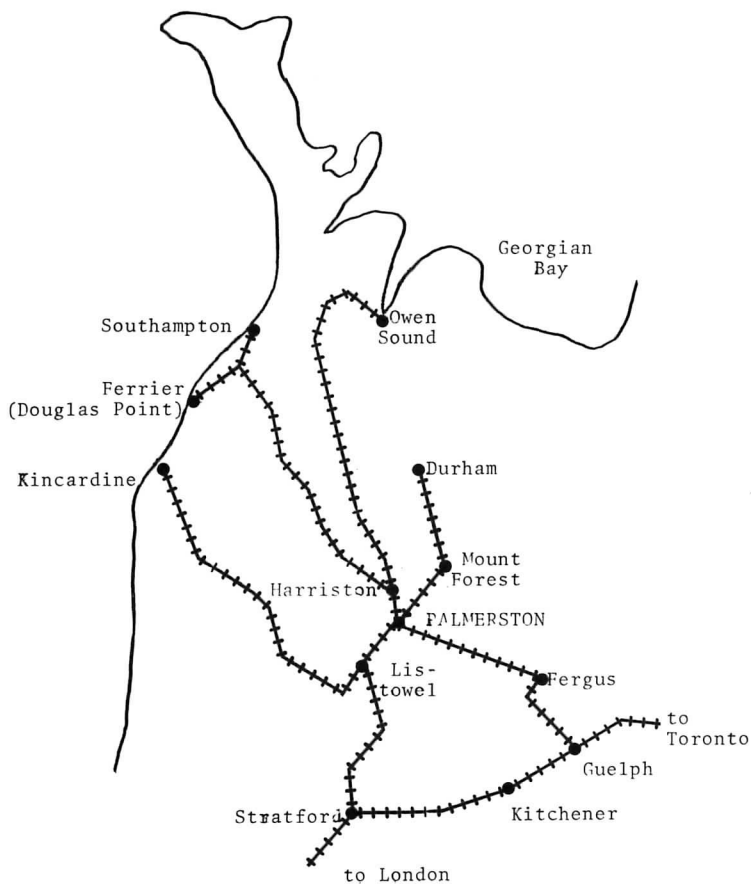 Georgian
Bay
Southampton
Owen
Sound
Ferrier
(Douglas Point)
Kincardine
Durham
Mount
Forest
Harriston
PALMERSTON
Lis-
towel
Fergus
to
Toronto
Guelph
Stratford
Kitchener
to London